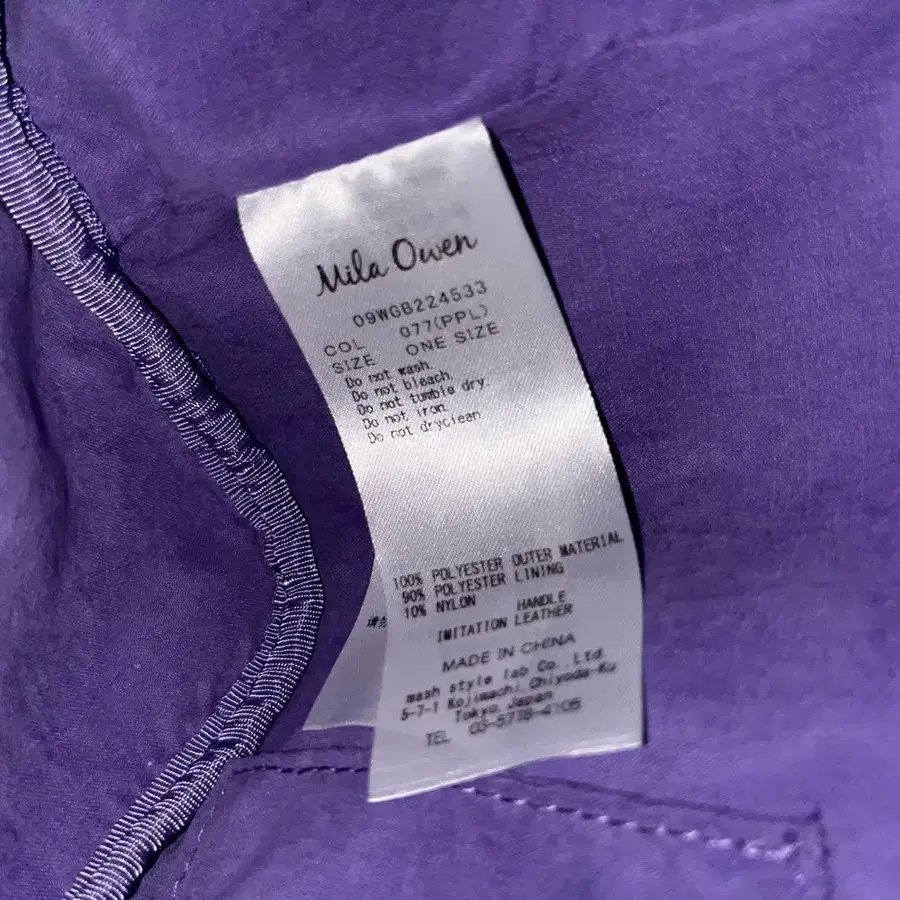 Mila Owen
09WGB224533
COL 077(PPL)
SIZE ONE SIZE
Do not wash.
Do not bleach.
Do not tumble dry.
Do not iron.
Do not dryclean
100% POLYESTER OUTER MATERIAL
90% POLYESTER LINING
10% NYLON
HANDLE
IMITATION LEATHER
MADE IN CHINA
mash style lab Co.,Ltd.
5-7-1 Kojimachi, Chiyoda-Ku
Tokyo, Japan
TEL 03-5778-4106